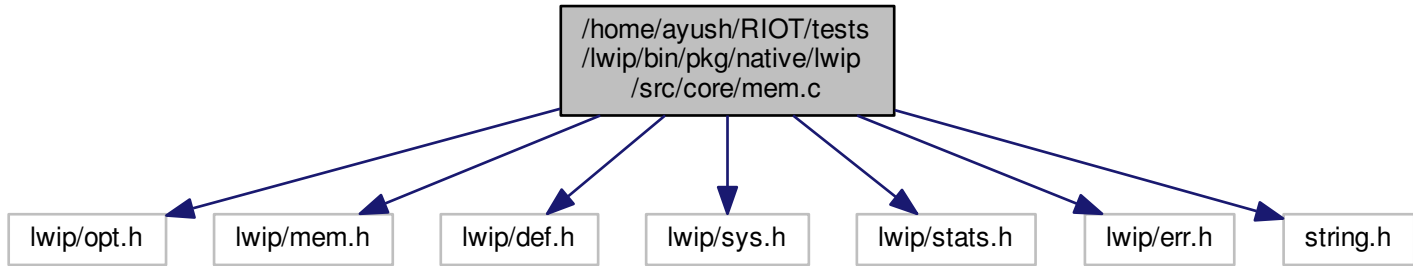 /home/ayush/RIOT/tests
/lwip/bin/pkg/native/lwip
/src/core/mem.c
lwip/opt.h
lwip/mem.h
lwip/def.h
lwip/sys.h
lwip/stats.h
lwip/err.h
string.h